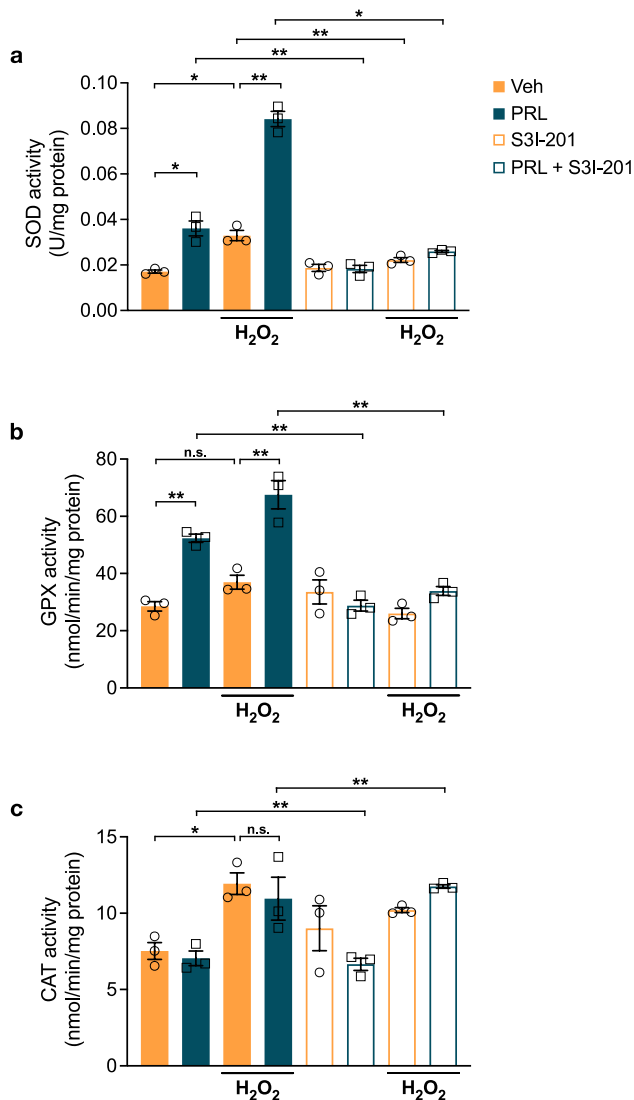 *
**
**
a
* **
*
0.10
0.08
0.06
0.04
0.02
0.00
SOD activity
(U/mg protein)
H₂O₂ H₂O₂
Veh
PRL
S3I-201
PRL + S3I-201
**
**
b
n.s. **
**
80
60
40
20
0
GPX activity
(nmol/min/mg protein)
H₂O₂ H₂O₂
**
**
c
* n.s.
15
10
5
0
CAT activity
(nmol/min/mg protein)
H₂O₂ H₂O₂